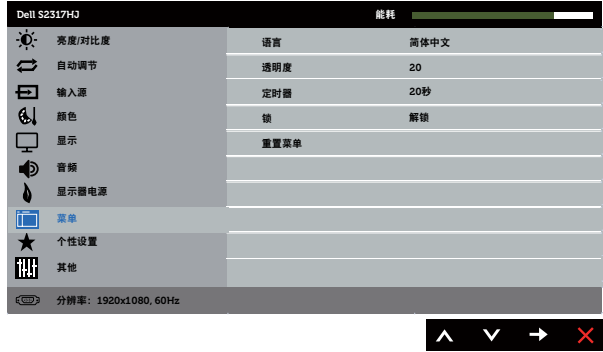 Dell S2317HJ 能耗
亮度/对比度
自动调节
输入源
颜色
显示
音频
显示器电源
菜单
个性设置
其他
语言 简体中文
透明度 20
定时器 20秒
锁 解锁
重置菜单
分辨率: 1920x1080, 60Hz